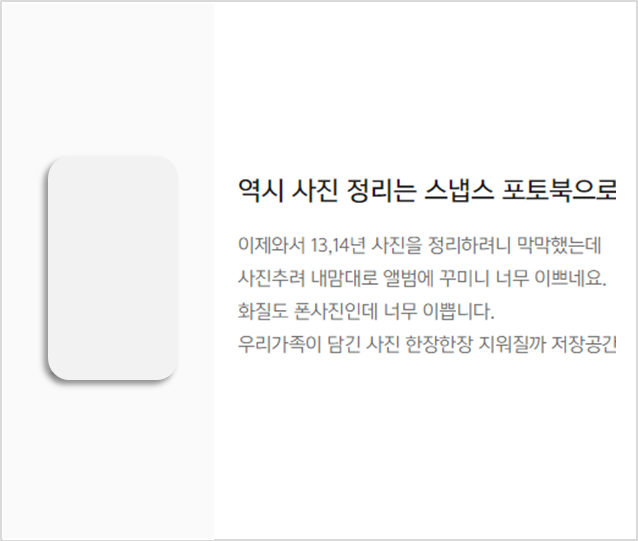 역시 사진 정리는 스냅스 포토북으로
이제와서 13,14년 사진을 정리하려니 막막했는데
사진추려 내맘대로 앨범에 꾸미니 너무 이쁘네요.
화질도 폰사진인데 너무 이쁩니다.
우리가족이 담긴 사진 한장한장 지워질까 저장공간